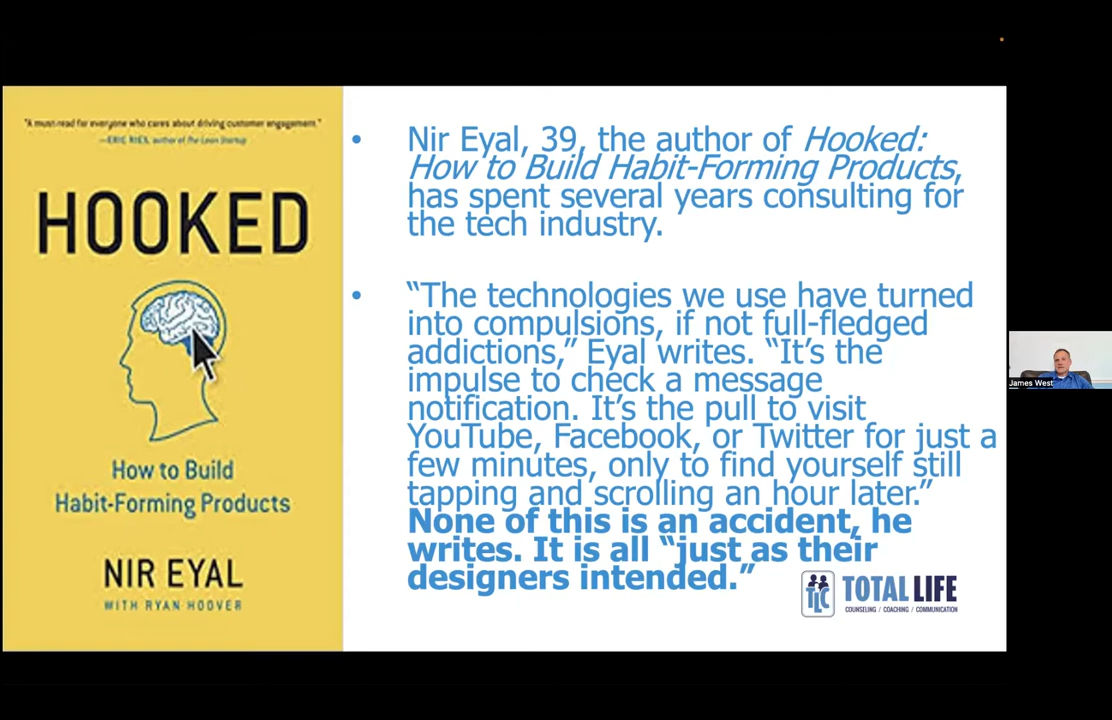 "A must-read for everyone who cares about driving customer engagement."
—ERIC RIES, author of The Lean Startup
HOOKED
How to Build
Habit-Forming Products
NIR EYAL
WITH RYAN HOOVER
• Nir Eyal, 39, the author of Hooked:
How to Build Habit-Forming Products,
has spent several years consulting for
the tech industry.
• “The technologies we use have turned
into compulsions, if not full-fledged
addictions,” Eyal writes. “It’s the
impulse to check a message
notification. It’s the pull to visit
YouTube, Facebook, or Twitter for just a
few minutes, only to find yourself still
tapping and scrolling an hour later.”
None of this is an accident, he
writes. It is all “just as their
designers intended.”
TLC
TOTAL LIFE
COUNSELING / COACHING / COMMUNICATION
James West